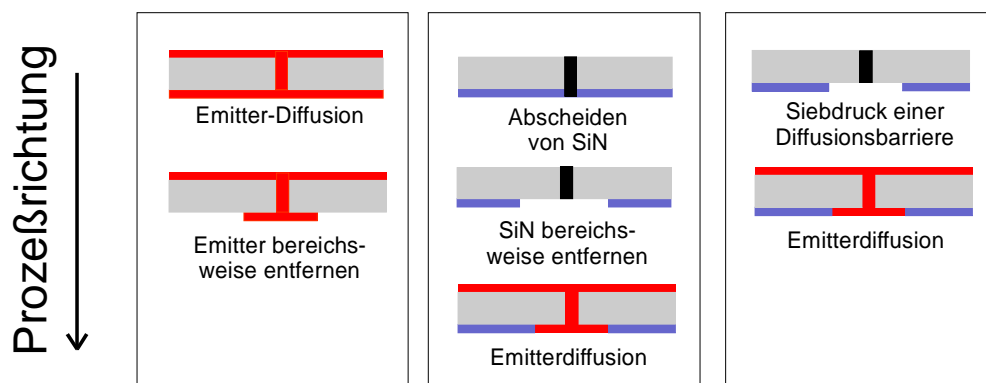 Prozeßrichtung
Emitter-Diffusion
Emitter bereichs-
weise entfernen
Abscheiden
von SiN
SiN bereichs-
weise entfernen
Emitterdiffusion
Siebdruck einer
Diffusionsbarriere
Emitterdiffusion